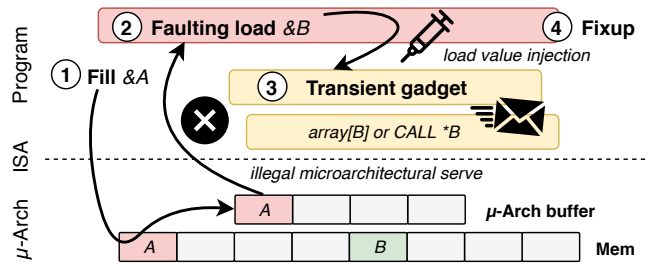 2 Faulting load &B
4 Fixup
load value injection
1 Fill &A
3 Transient gadget
array[B] or CALL *B
Program
ISA
illegal microarchitectural serve
μ-Arch
A
μ-Arch buffer
A
B
Mem